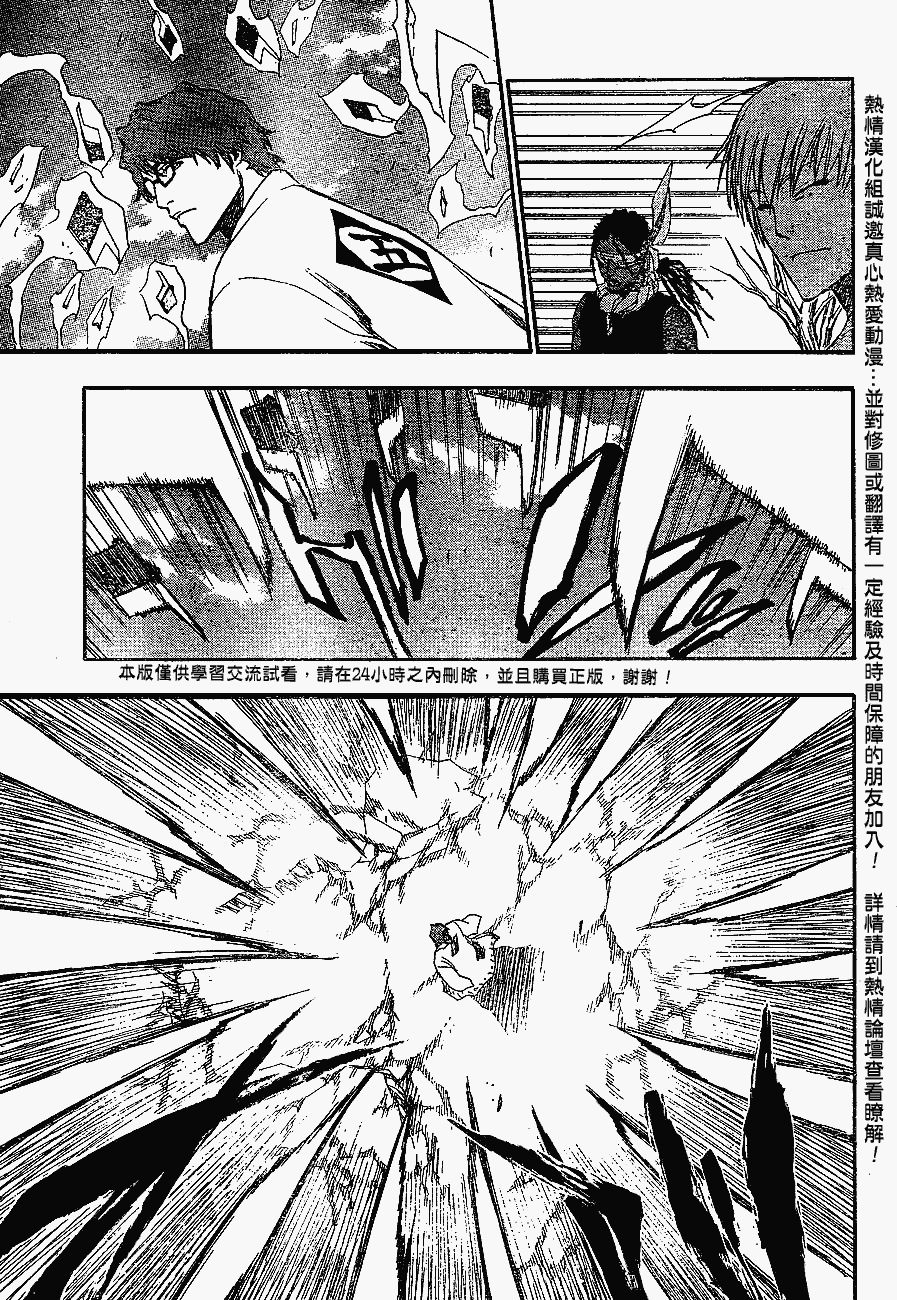 熱情漢化組誠邀真心熱愛動漫…並對修圖或翻譯有一定經驗及時間保障的朋友加入！ 詳情請到熱情論壇查看瞭解！
五
本版僅供學習交流試看，請在24小時之內刪除，並且購買正版，謝謝！